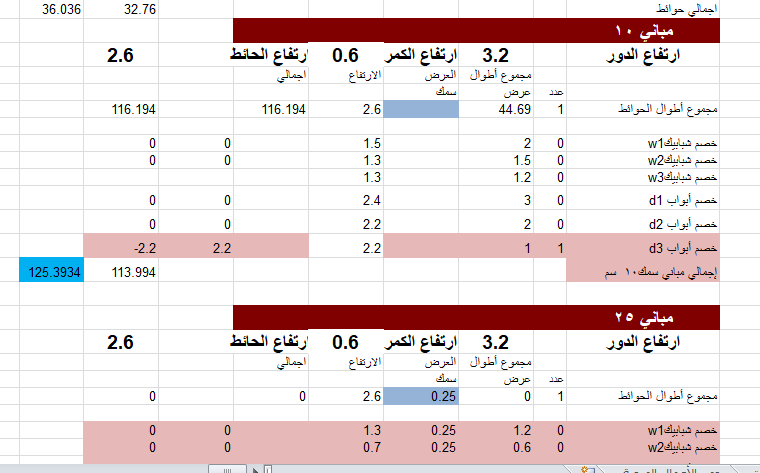 اجمالي حوائط 32.76 36.036
مباني ١٠
ارتفاع الدور 3.2 ارتفاع الكمر 0.6 ارتفاع الحائط 2.6
مجموع أطوال العرض الارتفاع اجمالي
عدد عرض سمك
مجموع أطوال الحوائط 1 44.69 2.6 116.194 116.194
خصم شبابيك w1 0 2 1.5 0 0
خصم شبابيك w2 0 1.5 1.3 0 0
خصم شبابيك w3 0 1.2 1.3
خصم أبواب d1 0 3 2.4 0 0
خصم أبواب d2 0 2 2.2 0 0
خصم أبواب d3 1 1 2.2 2.2 -2.2
إجمالي مباني سمك ١٠ سم 113.994 125.3934
مباني ٢٥
ارتفاع الدور 3.2 ارتفاع الكمر 0.6 ارتفاع الحائط 2.6
مجموع أطوال العرض الارتفاع اجمالي
عدد عرض سمك
مجموع أطوال الحوائط 1 0 0.25 2.6 0 0
خصم شبابيك w1 0 1.2 0.25 1.3 0 0
خصم شبابيك w2 0 0.6 0.25 0.7 0 0